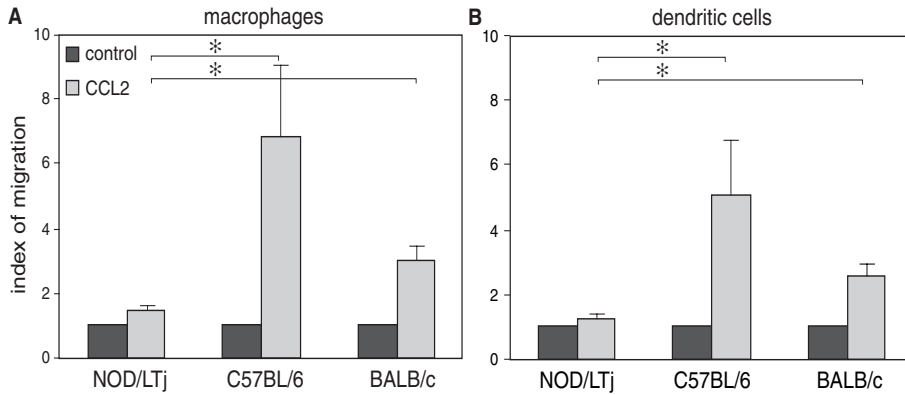 A
macrophages
10
8
6
4
2
0
index of migration
control
CCL2
*
*
NOD/LTj
C57BL/6
BALB/c
B
dendritic cells
10
8
6
4
2
0
*
*
NOD/LTj
C57BL/6
BALB/c